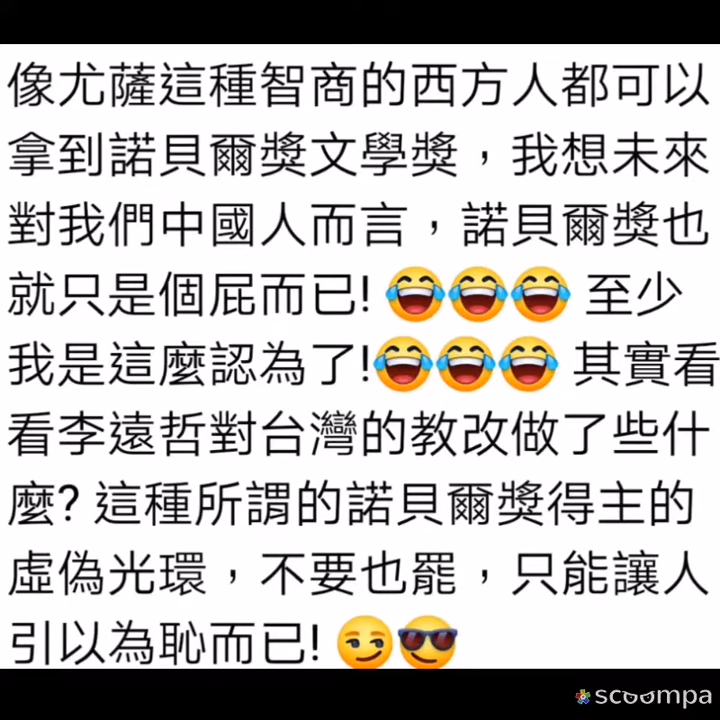 像尤薩這種智商的西方人都可以
拿到諾貝爾獎文學獎，我想未來
對我們中國人而言，諾貝爾獎也
就只是個屁而已! 😂😂😂 至少
我是這麼認為了!😂😂😂 其實看
看李遠哲對台灣的教改做了些什
麼? 這種所謂的諾貝爾獎得主的
虛偽光環，不要也罷，只能讓人
引以為恥而已! 😏😎
scoompa